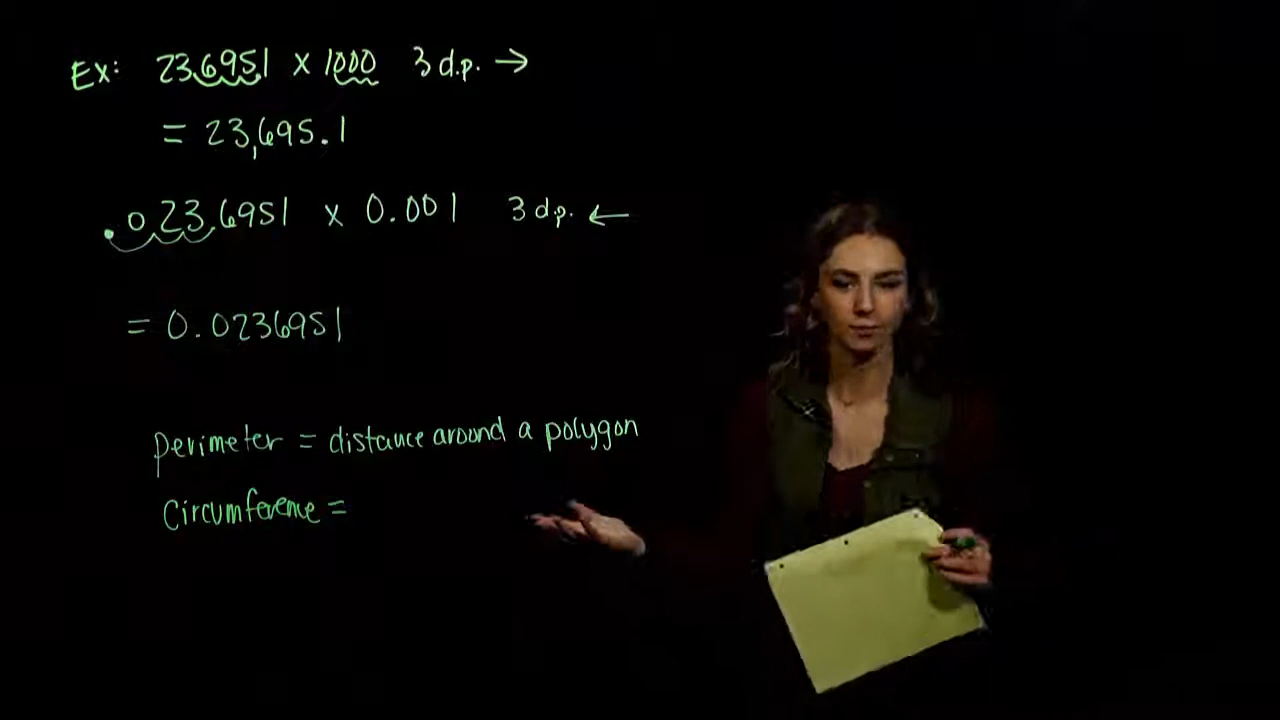 Ex: 23.6951 x 1000 3 d.p. →
= 23,695.1
.023.6951 x 0.001 3 d.p. ←
= 0.0236951
perimeter = distance around a polygon
circumference =